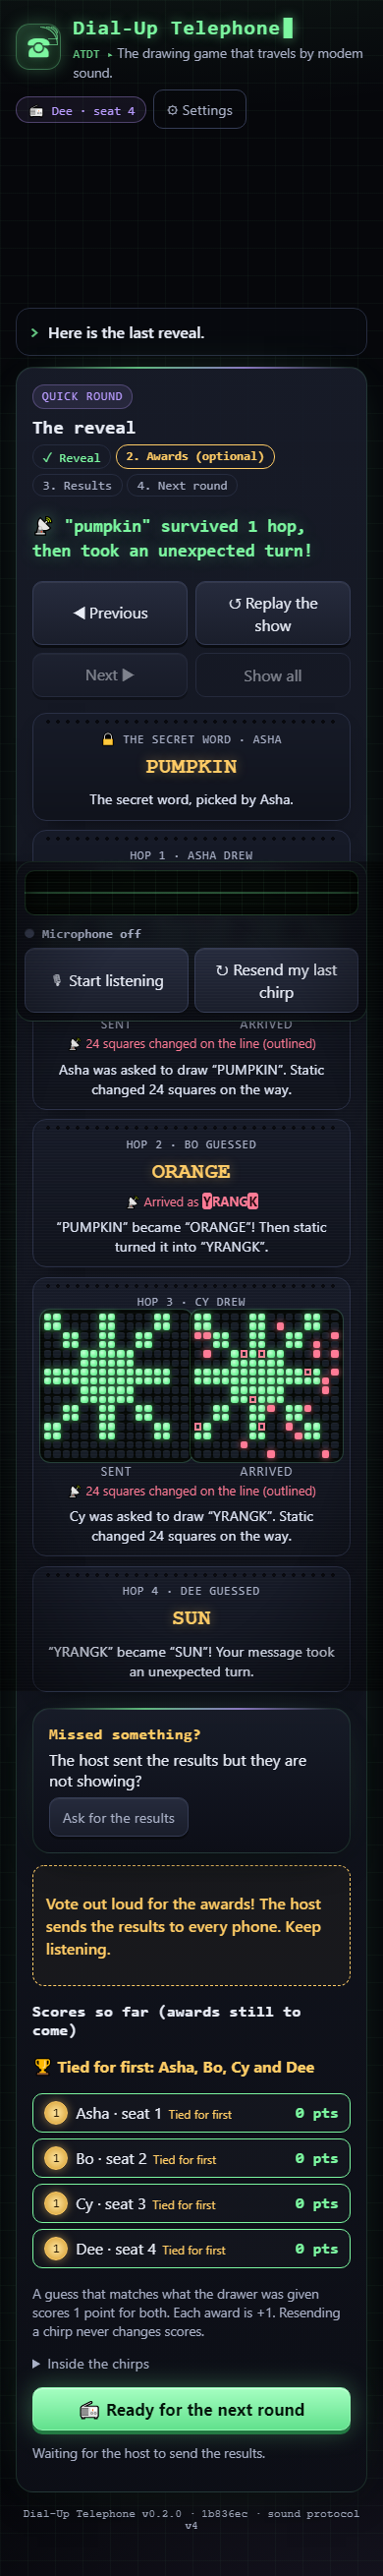 Dial-Up Telephone
ATDT ▸ The drawing game that travels by modem
sound.
📻 Dee · seat 4
⚙ Settings
> Here is the last reveal.
QUICK ROUND
The reveal
✓ Reveal
2. Awards (optional)
3. Results
4. Next round
📡 "pumpkin" survived 1 hop,
then took an unexpected turn!
◀ Previous
↺ Replay the
show
Next ▶
Show all
🔒 THE SECRET WORD · ASHA
PUMPKIN
The secret word, picked by Asha.
HOP 1 · ASHA DREW
Microphone off
🎙 Start listening
↻ Resend my last
chirp
SENT
ARRIVED
📡 24 squares changed on the line (outlined)
Asha was asked to draw “PUMPKIN”. Static
changed 24 squares on the way.
HOP 2 · BO GUESSED
ORANGE
📡 Arrived as YRANGK
“PUMPKIN” became “ORANGE”! Then static
turned it into “YRANGK”.
HOP 3 · CY DREW
SENT
ARRIVED
📡 24 squares changed on the line (outlined)
Cy was asked to draw “YRANGK”. Static
changed 24 squares on the way.
HOP 4 · DEE GUESSED
SUN
“YRANGK” became “SUN”! Your message took
an unexpected turn.
Missed something?
The host sent the results but they are
not showing?
Ask for the results
Vote out loud for the awards! The host
sends the results to every phone. Keep
listening.
Scores so far (awards still to
come)
🏆 Tied for first: Asha, Bo, Cy and Dee
1 Asha · seat 1 Tied for first 0 pts
1 Bo · seat 2 Tied for first 0 pts
1 Cy · seat 3 Tied for first 0 pts
1 Dee · seat 4 Tied for first 0 pts
A guess that matches what the drawer was given
scores 1 point for both. Each award is +1. Resending
a chirp never changes scores.
▶ Inside the chirps
📻 Ready for the next round
Waiting for the host to send the results.
Dial-Up Telephone v0.2.0 · 1b836ec · sound protocol
v4